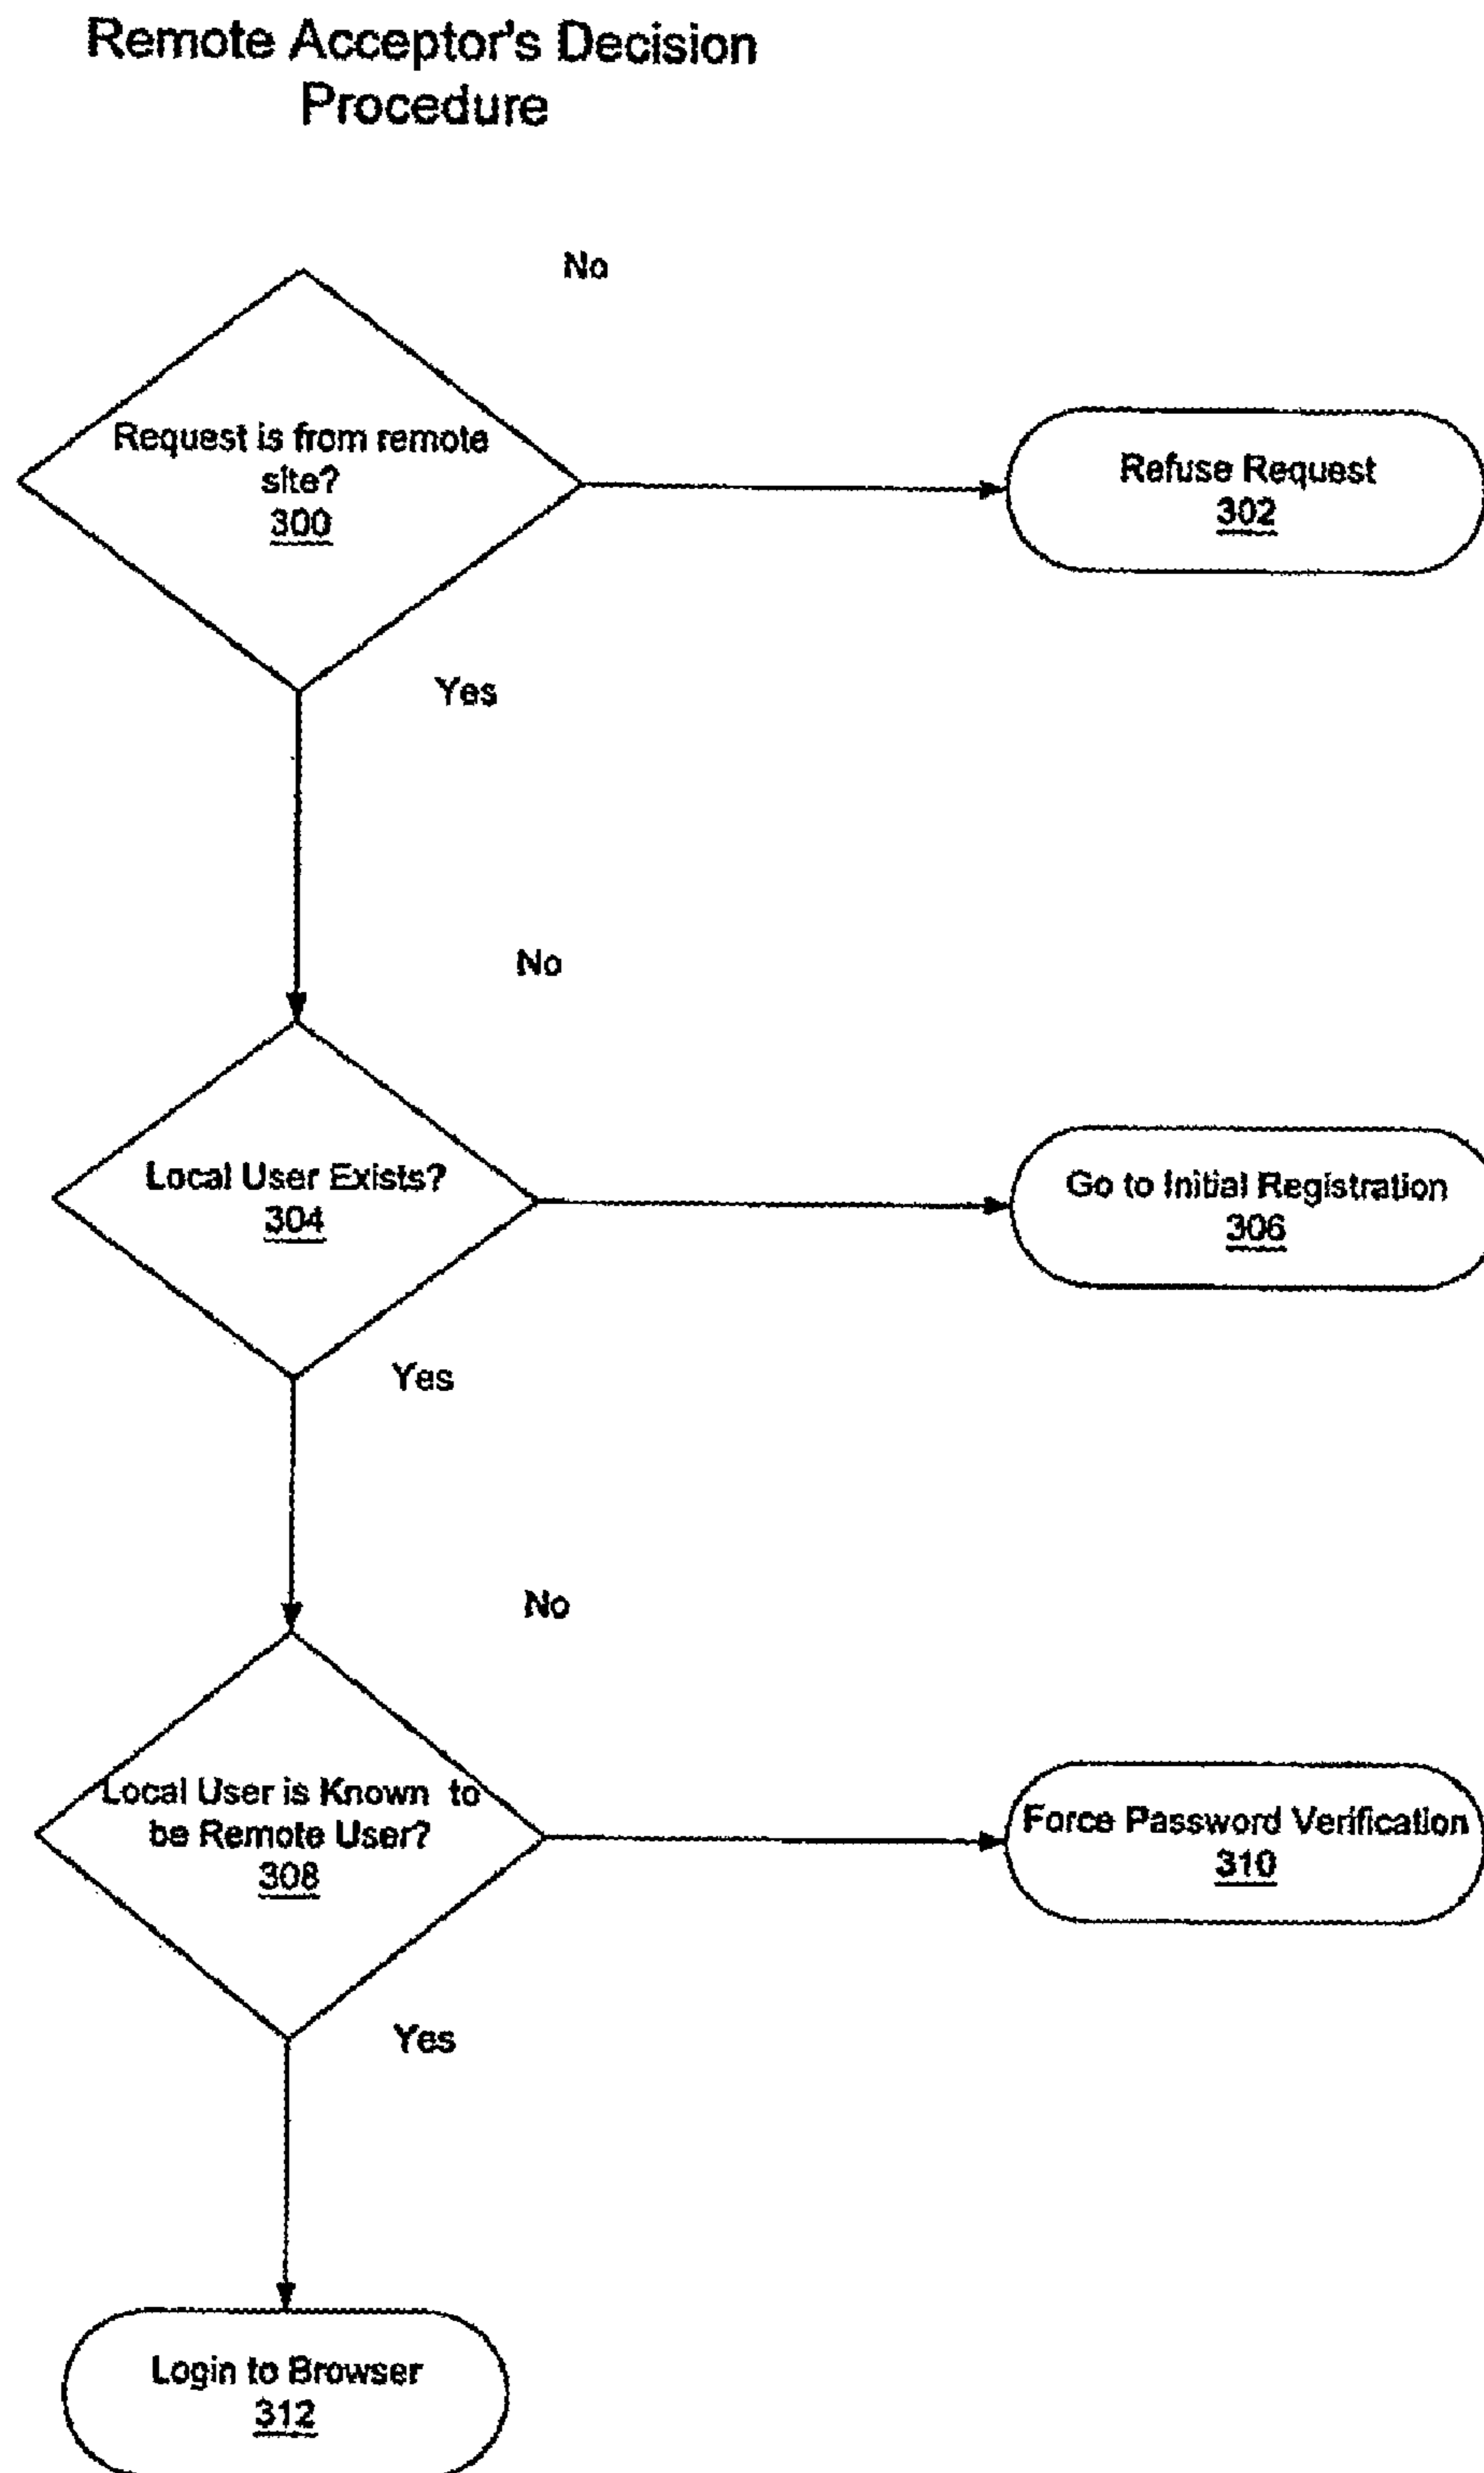 Remote Acceptor's Decision
Procedure
No
Request is from remote
site?
300
Refuse Request
302
Yes
No
Local User Exists?
304
Go to Initial Registration
306
Yes
No
Local User is Known to
be Remote User?
308
Force Password Verification
310
Yes
Login to Browser
312